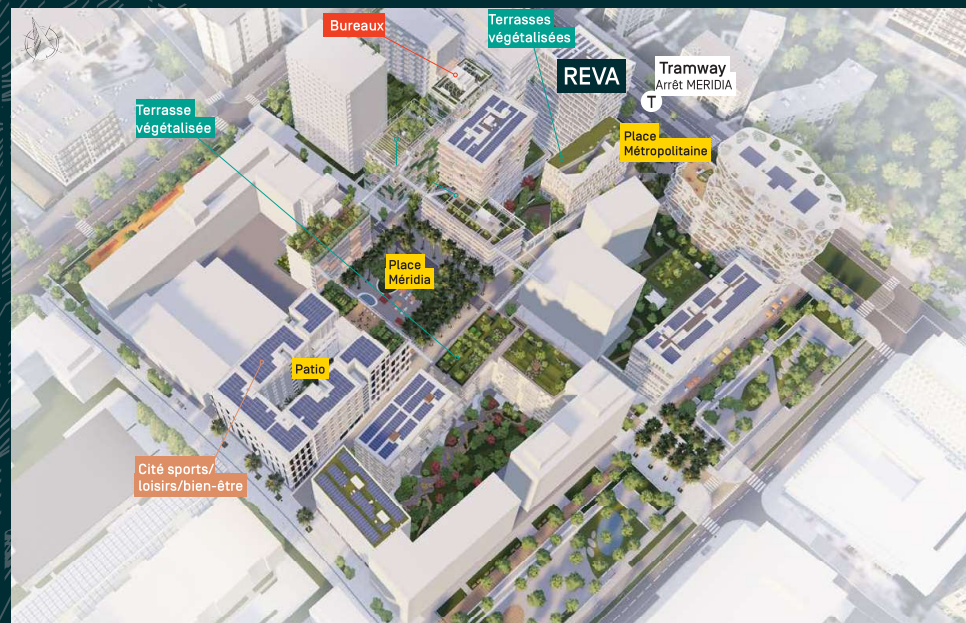 Bureaux
Terrasses
végétalisées
REVA
Tramway
Arrêt MERIDIA
T
Terrasse
végétalisée
Place
Métropolitaine
Place
Méridia
Patio
Cité sports/
loisirs/bien-être